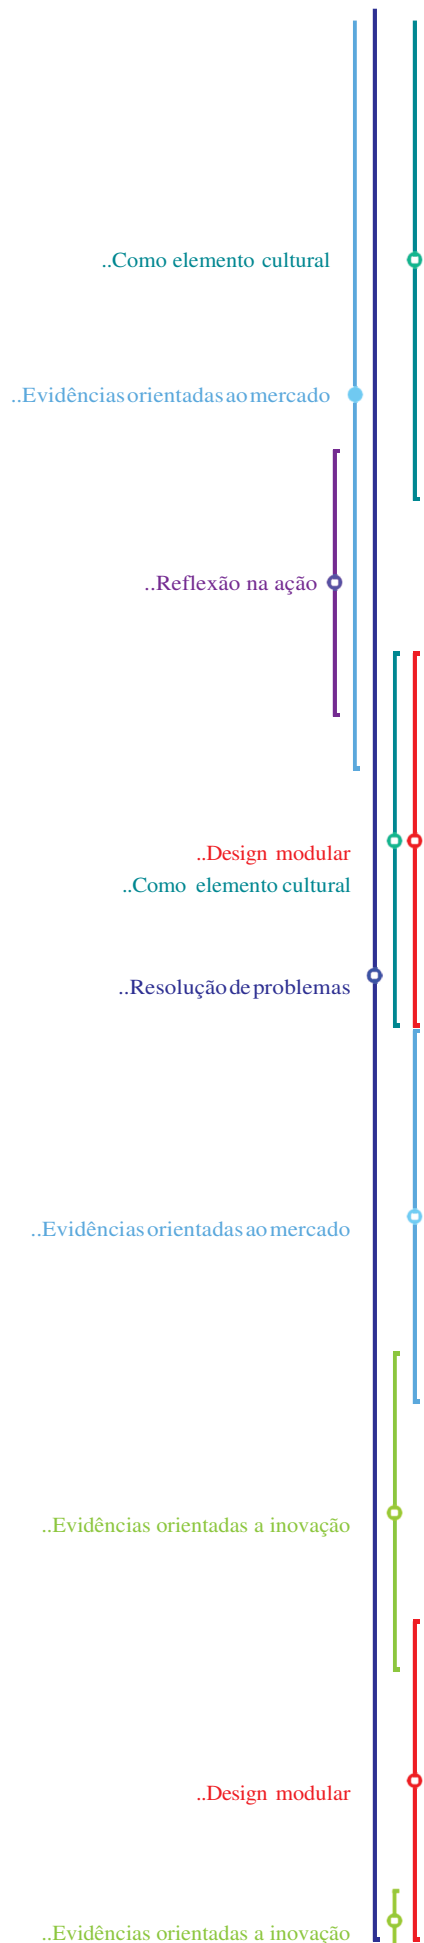 ..Como elemento cultural
..Evidências orientadas ao mercado
..Reflexão na ação
..Design modular
..Como elemento cultural
..Resolução de problemas
..Evidências orientadas ao mercado
..Evidências orientadas a inovação
..Design modular
..Evidências orientadas a inovação